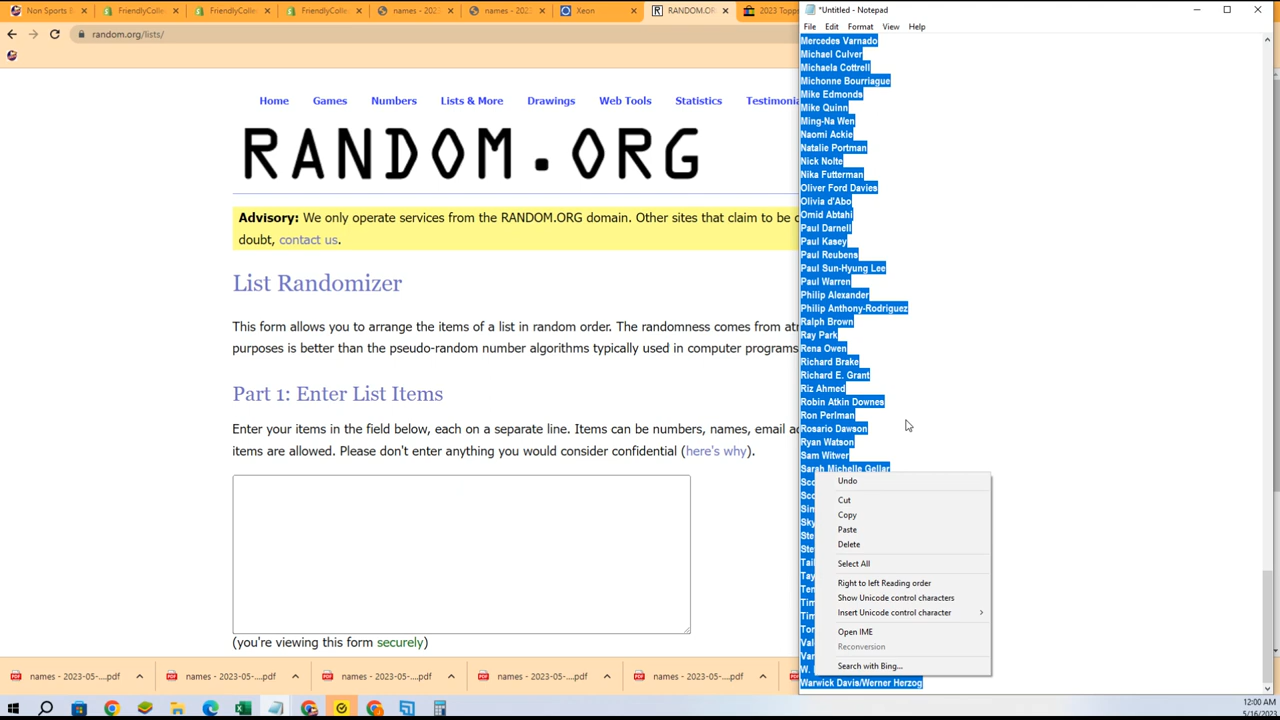 Non Sports B
FriendlyColle
FriendlyColle
FriendlyColle
names - 202
names - 202
Xeon
RANDOM.OR
2023 Topp
random.org/lists/
Home
Games
Numbers
Lists & More
Drawings
Web Tools
Statistics
Testimonia
RANDOM.ORG
Advisory: We only operate services from the RANDOM.ORG domain. Other sites that claim to be
doubt, contact us.
List Randomizer
This form allows you to arrange the items of a list in random order. The randomness comes from
purposes is better than the pseudo-random number algorithms typically used in computer programs
Part 1: Enter List Items
Enter your items in the field below, each on a separate line. Items can be numbers, names, email
items are allowed. Please don't enter anything you would consider confidential (here's why).
(you're viewing this form securely)
*Untitled - Notepad
File
Edit
Format
View
Help
Mercedes Varnado
Michael Culver
Michaela Cottrell
Michonne Bourriague
Mike Edmonds
Mike Quinn
Ming-Na Wen
Naomi Ackie
Natalie Portman
Nick Nolte
Nika Futterman
Oliver Ford Davies
Olivia d'Abo
Omid Abtahi
Paul Darnell
Paul Kasey
Paul Reubens
Paul Sun-Hyung Lee
Paul Warren
Philip Alexander
Philip Anthony-Rodriguez
Ralph Brown
Ray Park
Rena Owen
Richard Brake
Richard E. Grant
Riz Ahmed
Robin Atkin Downes
Ron Perlman
Rosario Dawson
Ryan Watson
Sam Witwer
Sarah Michelle Gellar
Warwick Davis/Werner Herzog
Undo
Cut
Copy
Paste
Delete
Select All
Right to left Reading order
Show Unicode control characters
Insert Unicode control character
Open IME
Reconversion
Search with Bing...
names - 2023-05-....pdf
names - 2023-05-....pdf
names - 2023-05-....pdf
names - 2023-05-....pdf
names - 2023-05-....pdf
12:00 AM
5/16/2023